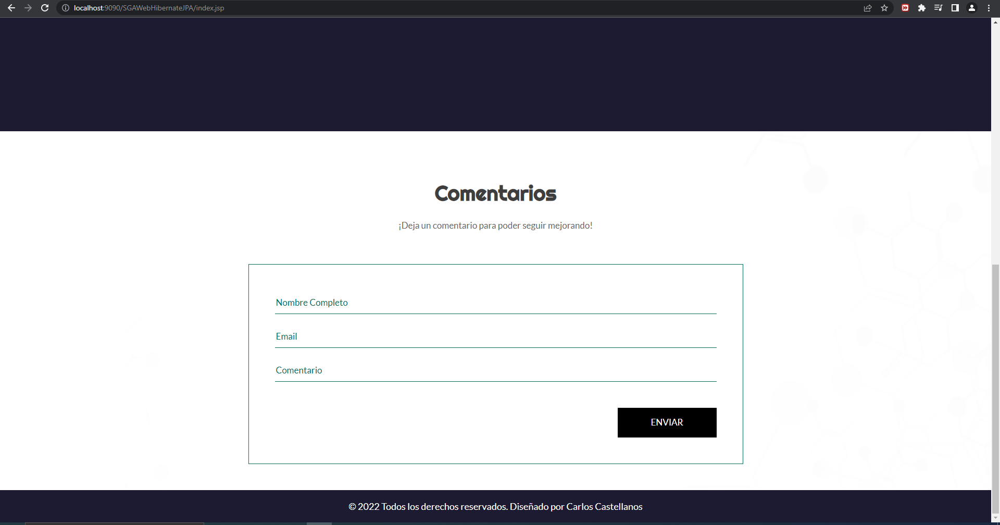 localhost:9090/SGAWebHibernateJPA/index.jsp
Comentarios
¡Deja un comentario para poder seguir mejorando!
Nombre Completo
Email
Comentario
ENVIAR
© 2022 Todos los derechos reservados. Diseñado por Carlos Castellanos